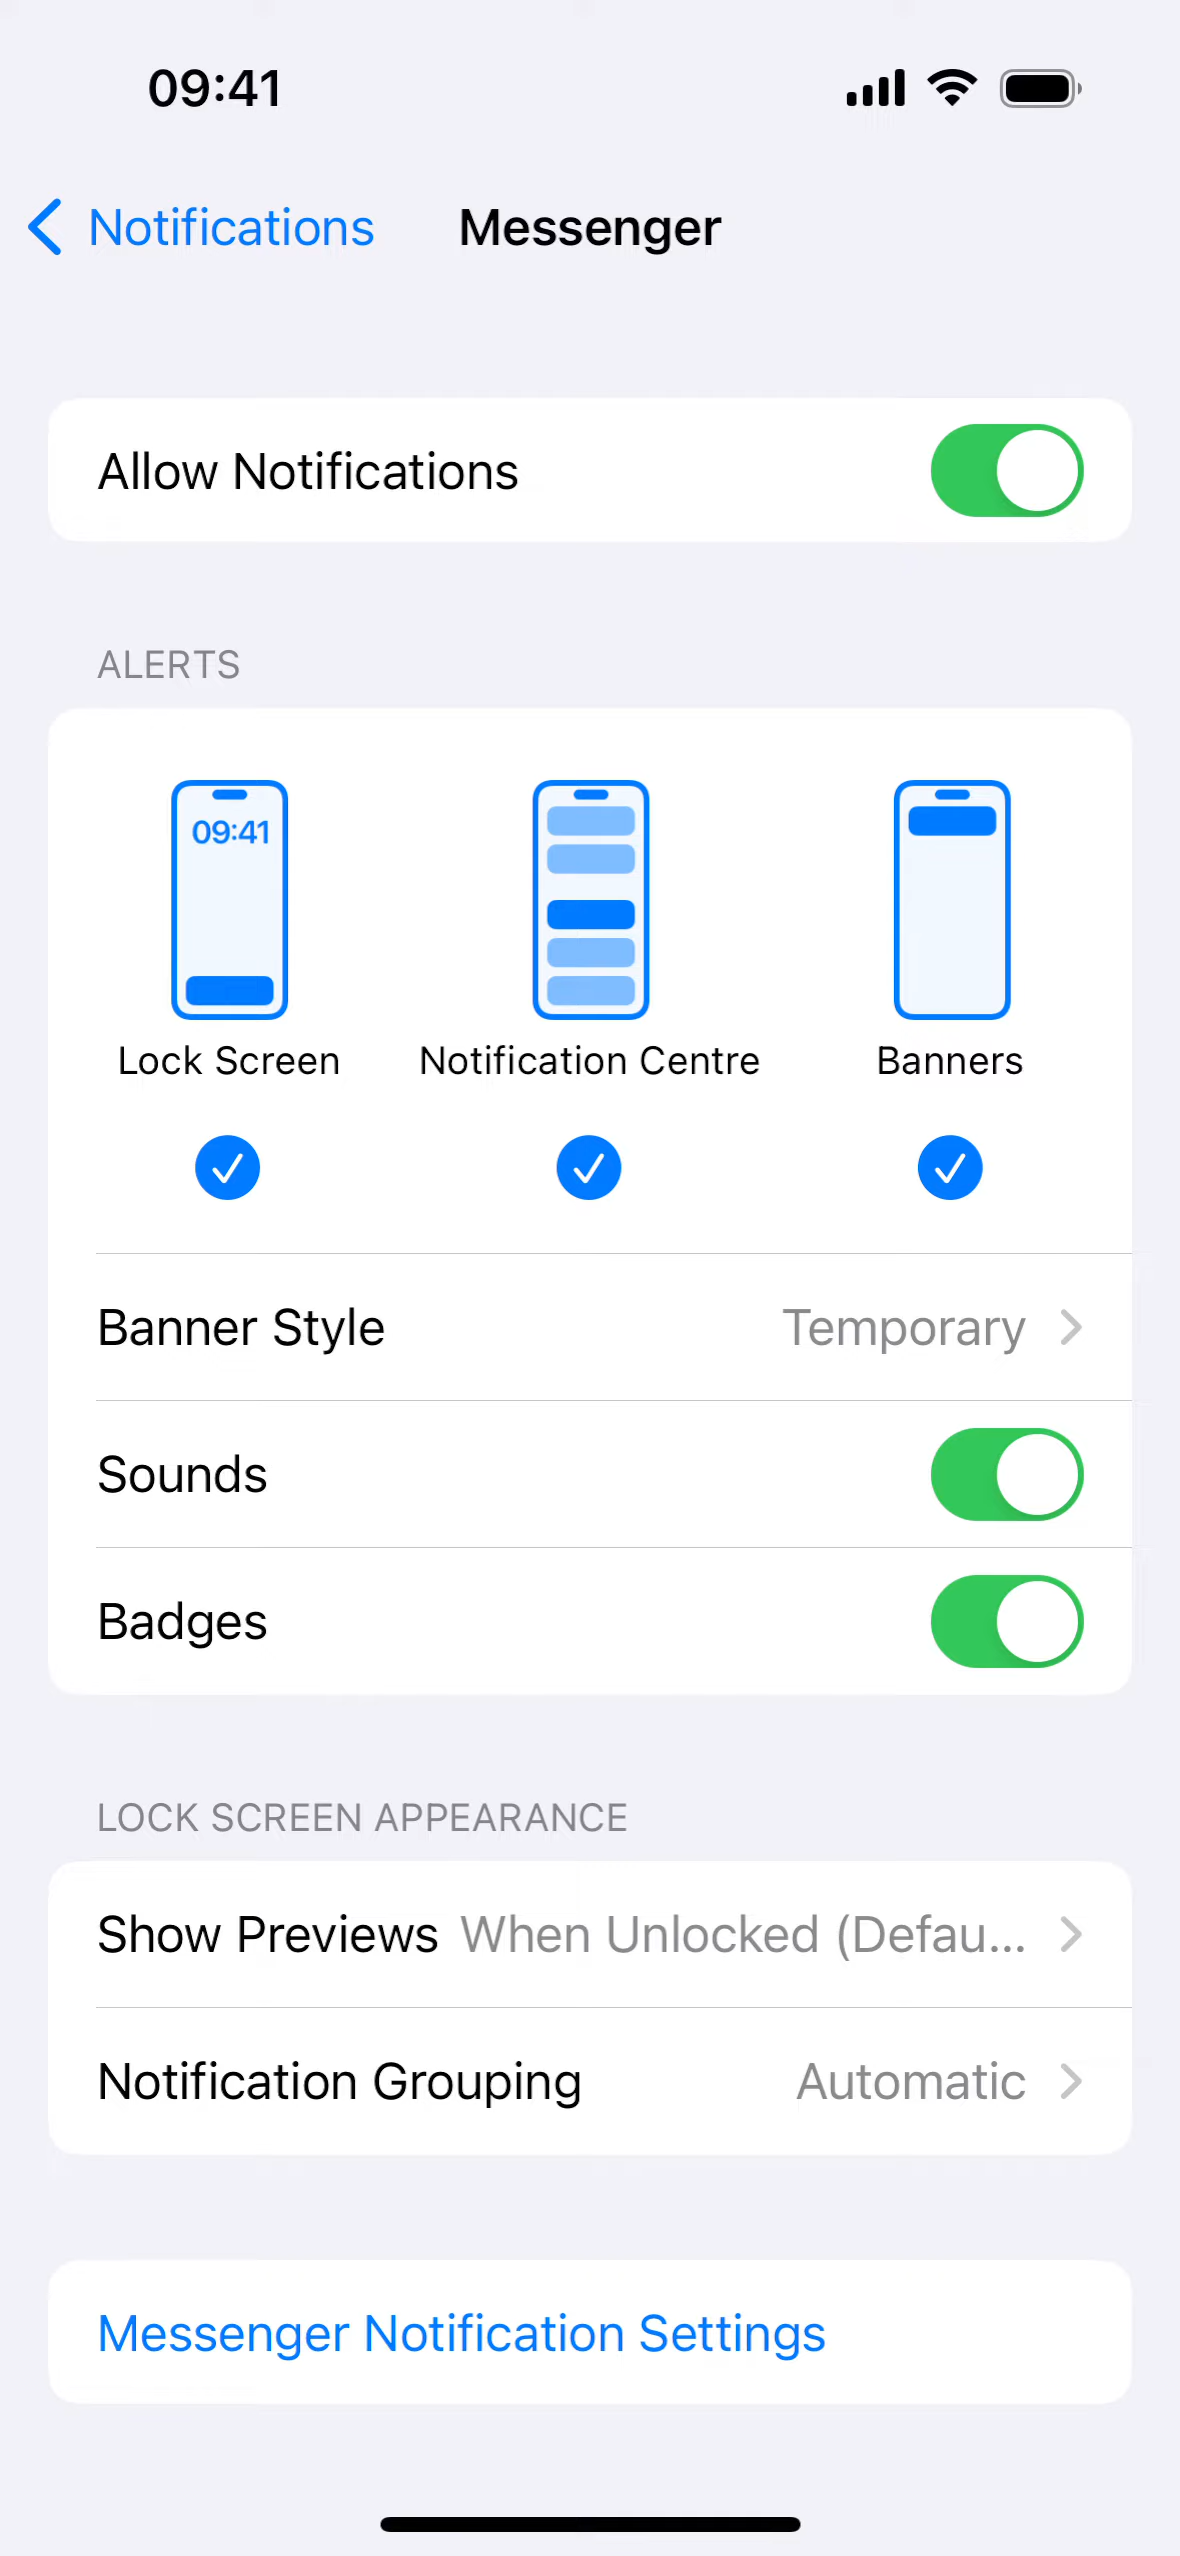 09:41
Notifications Messenger
Allow Notifications
ALERTS
09:41
Lock Screen Notification Centre Banners
Banner Style Temporary
Sounds
Badges
LOCK SCREEN APPEARANCE
Show Previews When Unlocked (Defau...
Notification Grouping Automatic
Messenger Notification Settings